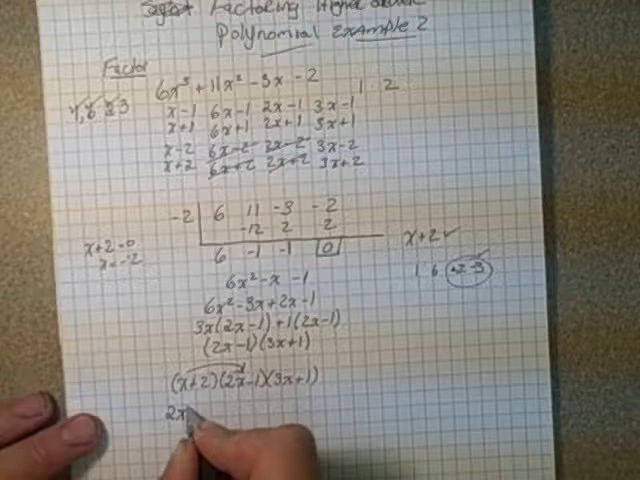 Factoring Higher
Polynomial Example 2
Factor
6x³ + 11x² - 3x - 2
1 2
1, 6 2 3
x-1 6x-1 2x-1 3x-1
x+1 6x+1 2x+1 3x+1
x-2 6x-2 2x-2 3x-2
x+2 6x+2 2x+2 3x+2
-2 | 6 11 -3 -2
-12 2 2
6 -1 -1 0
x+2=0
x=-2
x+2 ✓
1 6 +2 -3
6x² - x - 1
6x² - 3x + 2x - 1
3x(2x-1) + 1(2x-1)
(2x-1)(3x+1)
(x+2)(2x-1)(3x+1)
2x